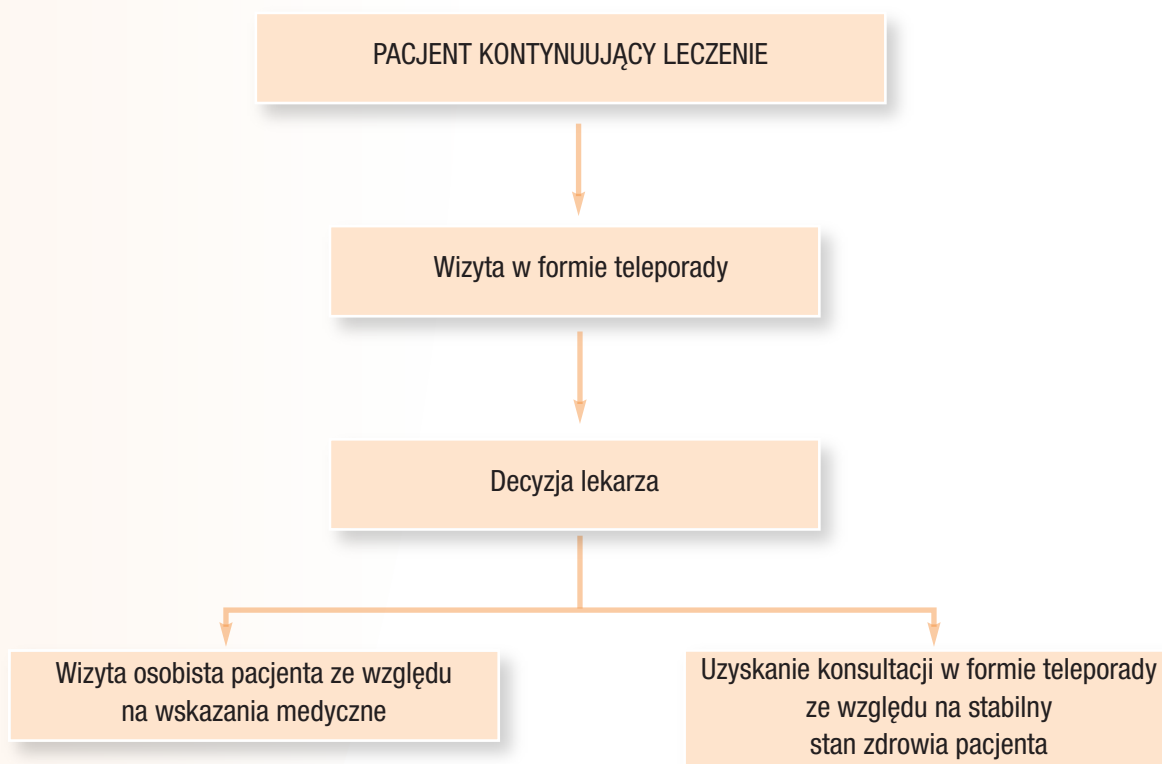 PACJENT KONTYNUUJĄCY LECZENIE
Wizyta w formie teleporady
Decyzja lekarza
Wizyta osobista pacjenta ze względu
na wskazania medyczne
Uzyskanie konsultacji w formie teleporady
ze względu na stabilny
stan zdrowia pacjenta